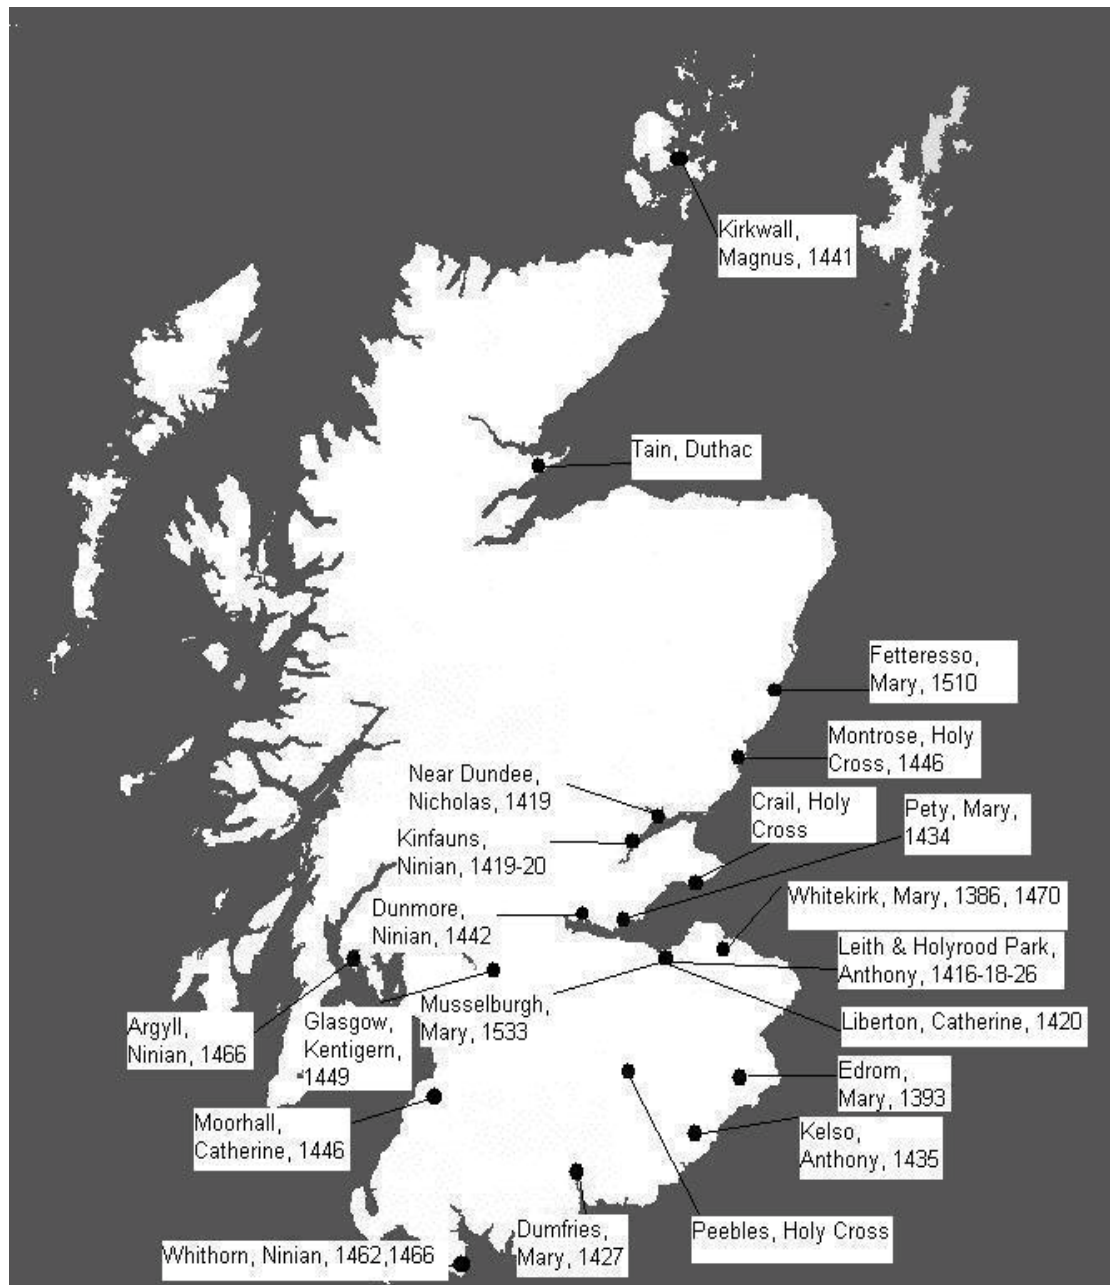 Kirkwall,
Magnus, 1441
Tain, Duthac
Fetteresso,
Mary, 1510
Montrose, Holy
Cross, 1446
Near Dundee,
Nicholas, 1419
Crail, Holy
Cross
Pety, Mary,
1434
Kinfauns,
Ninian, 1419-20
Whitekirk, Mary, 1386, 1470
Dunmore,
Ninian, 1442
Leith & Holyrood Park,
Anthony, 1416-18-26
Musselburgh,
Mary, 1533
Liberton, Catherine, 1420
Argyll,
Ninian, 1466
Glasgow,
Kentigern,
1449
Edrom,
Mary, 1393
Moorhall,
Catherine, 1446
Kelso,
Anthony, 1435
Dumfries,
Mary, 1427
Peebles, Holy Cross
Whithorn, Ninian, 1462,1466